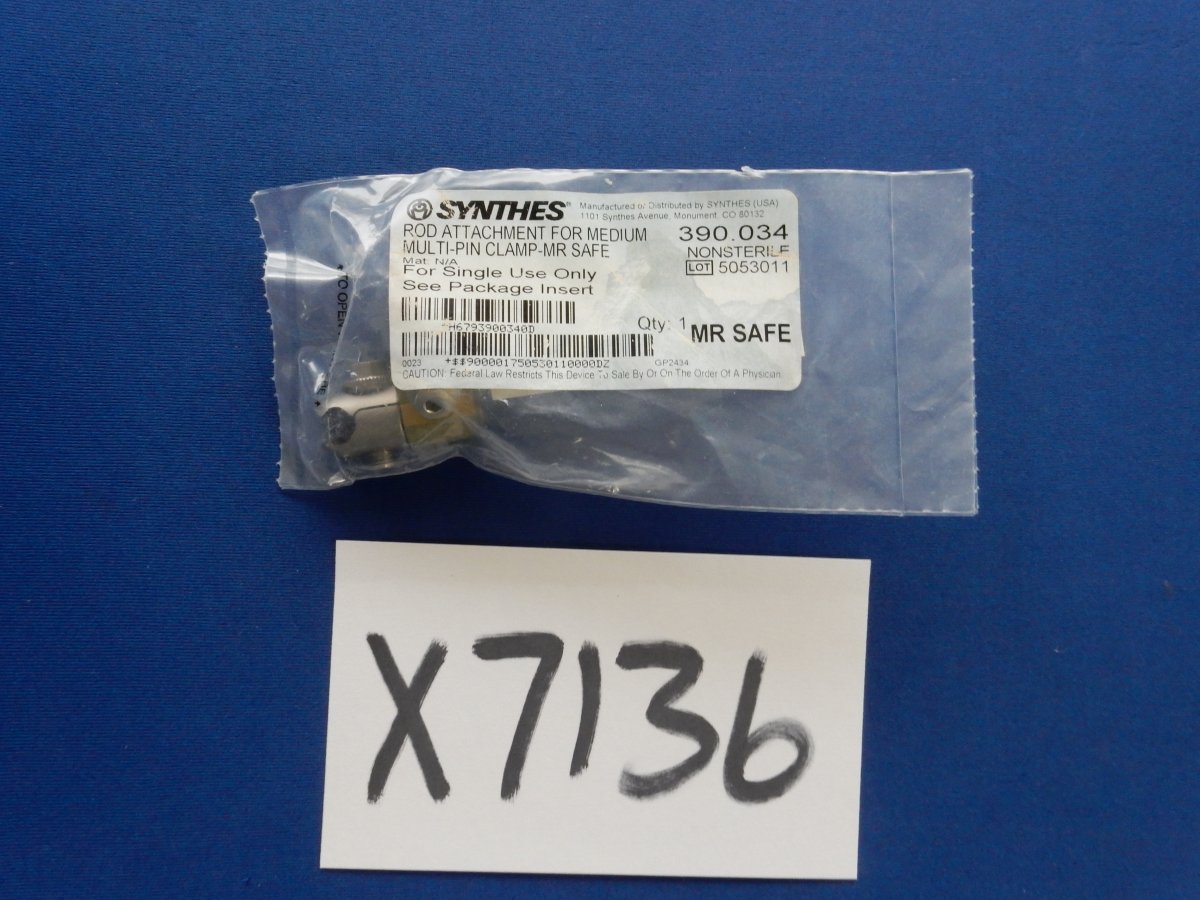 SYNTHES® Manufactured or Distributed by SYNTHES (USA)
1101 Synthes Avenue, Monument, CO 80132
ROD ATTACHMENT FOR MEDIUM 390.034
MULTI-PIN CLAMP-MR SAFE NONSTERILE
Mat: N/A LOT 5053011
For Single Use Only
See Package Insert
Qty: 1 MR SAFE
H6793900340D
0023 +$$900001750530110000DZ GP2434
CAUTION: Federal Law Restricts This Device To Sale By Or On The Order Of A Physician.
* TO OPEN
X7136